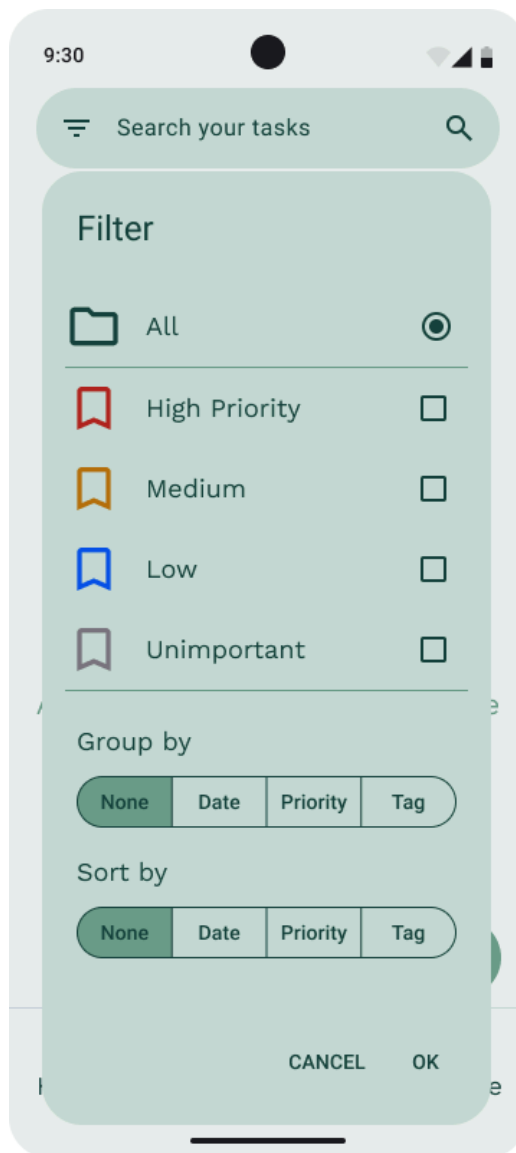 9:30
Search your tasks
Filter
All
High Priority
Medium
Low
Unimportant
Group by
None Date Priority Tag
Sort by
None Date Priority Tag
CANCEL OK